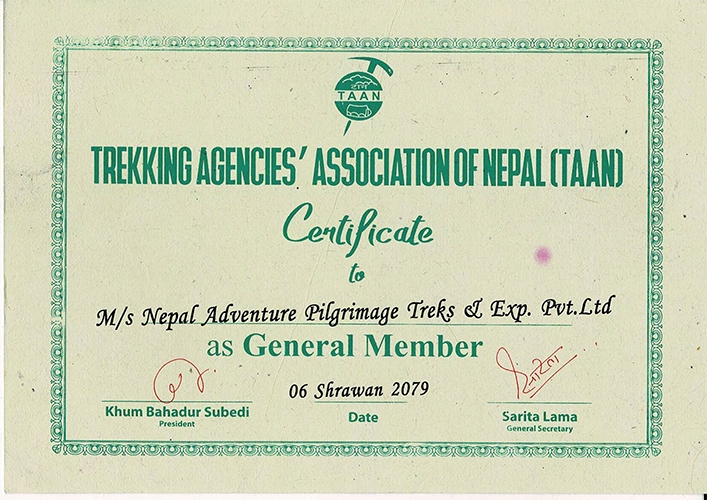 TAAN
TREKKING AGENCIES' ASSOCIATION OF NEPAL (TAAN)
Certificate
to
M/s Nepal Adventure Pilgrimage Treks & Exp. Pvt.Ltd
as General Member
06 Shrawan 2079
Khum Bahadur Subedi
President
Date
Sarita Lama
General Secretary